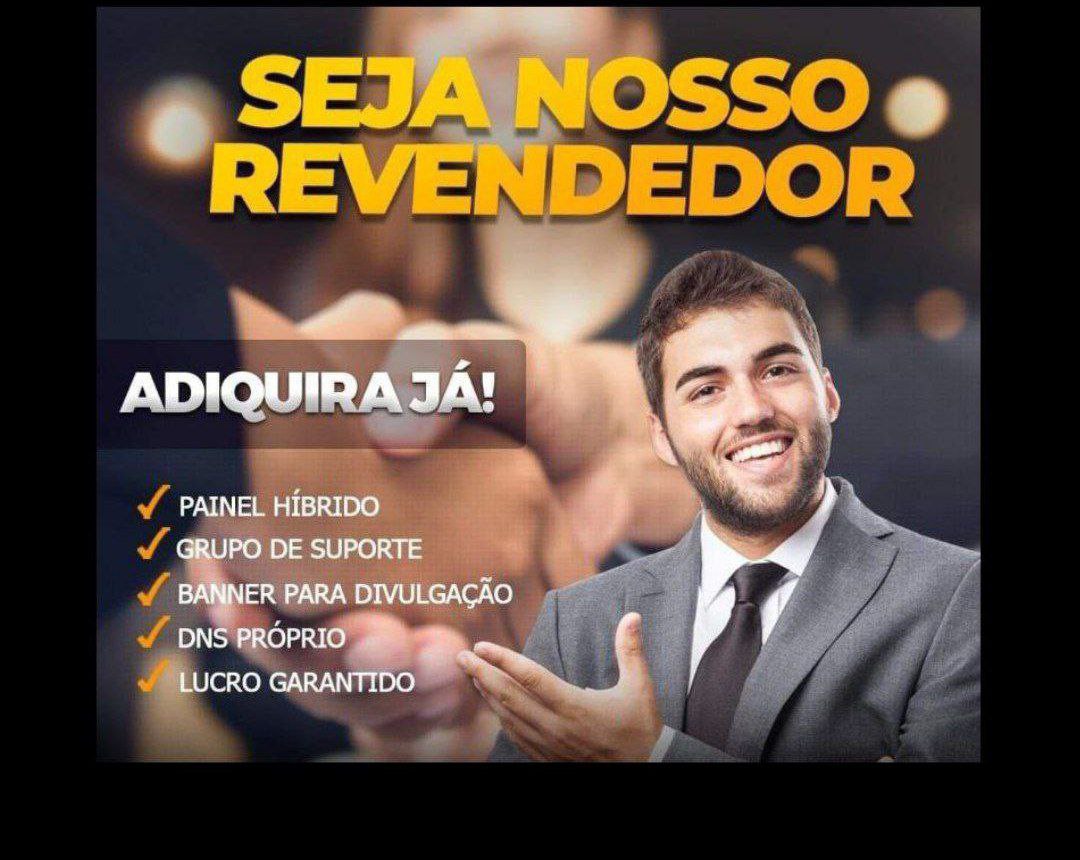 SEJA NOSSO
REVENDEDOR
ADIQUIRA JÁ!
PAINEL HÍBRIDO
GRUPO DE SUPORTE
BANNER PARA DIVULGAÇÃO
DNS PRÓPRIO
LUCRO GARANTIDO